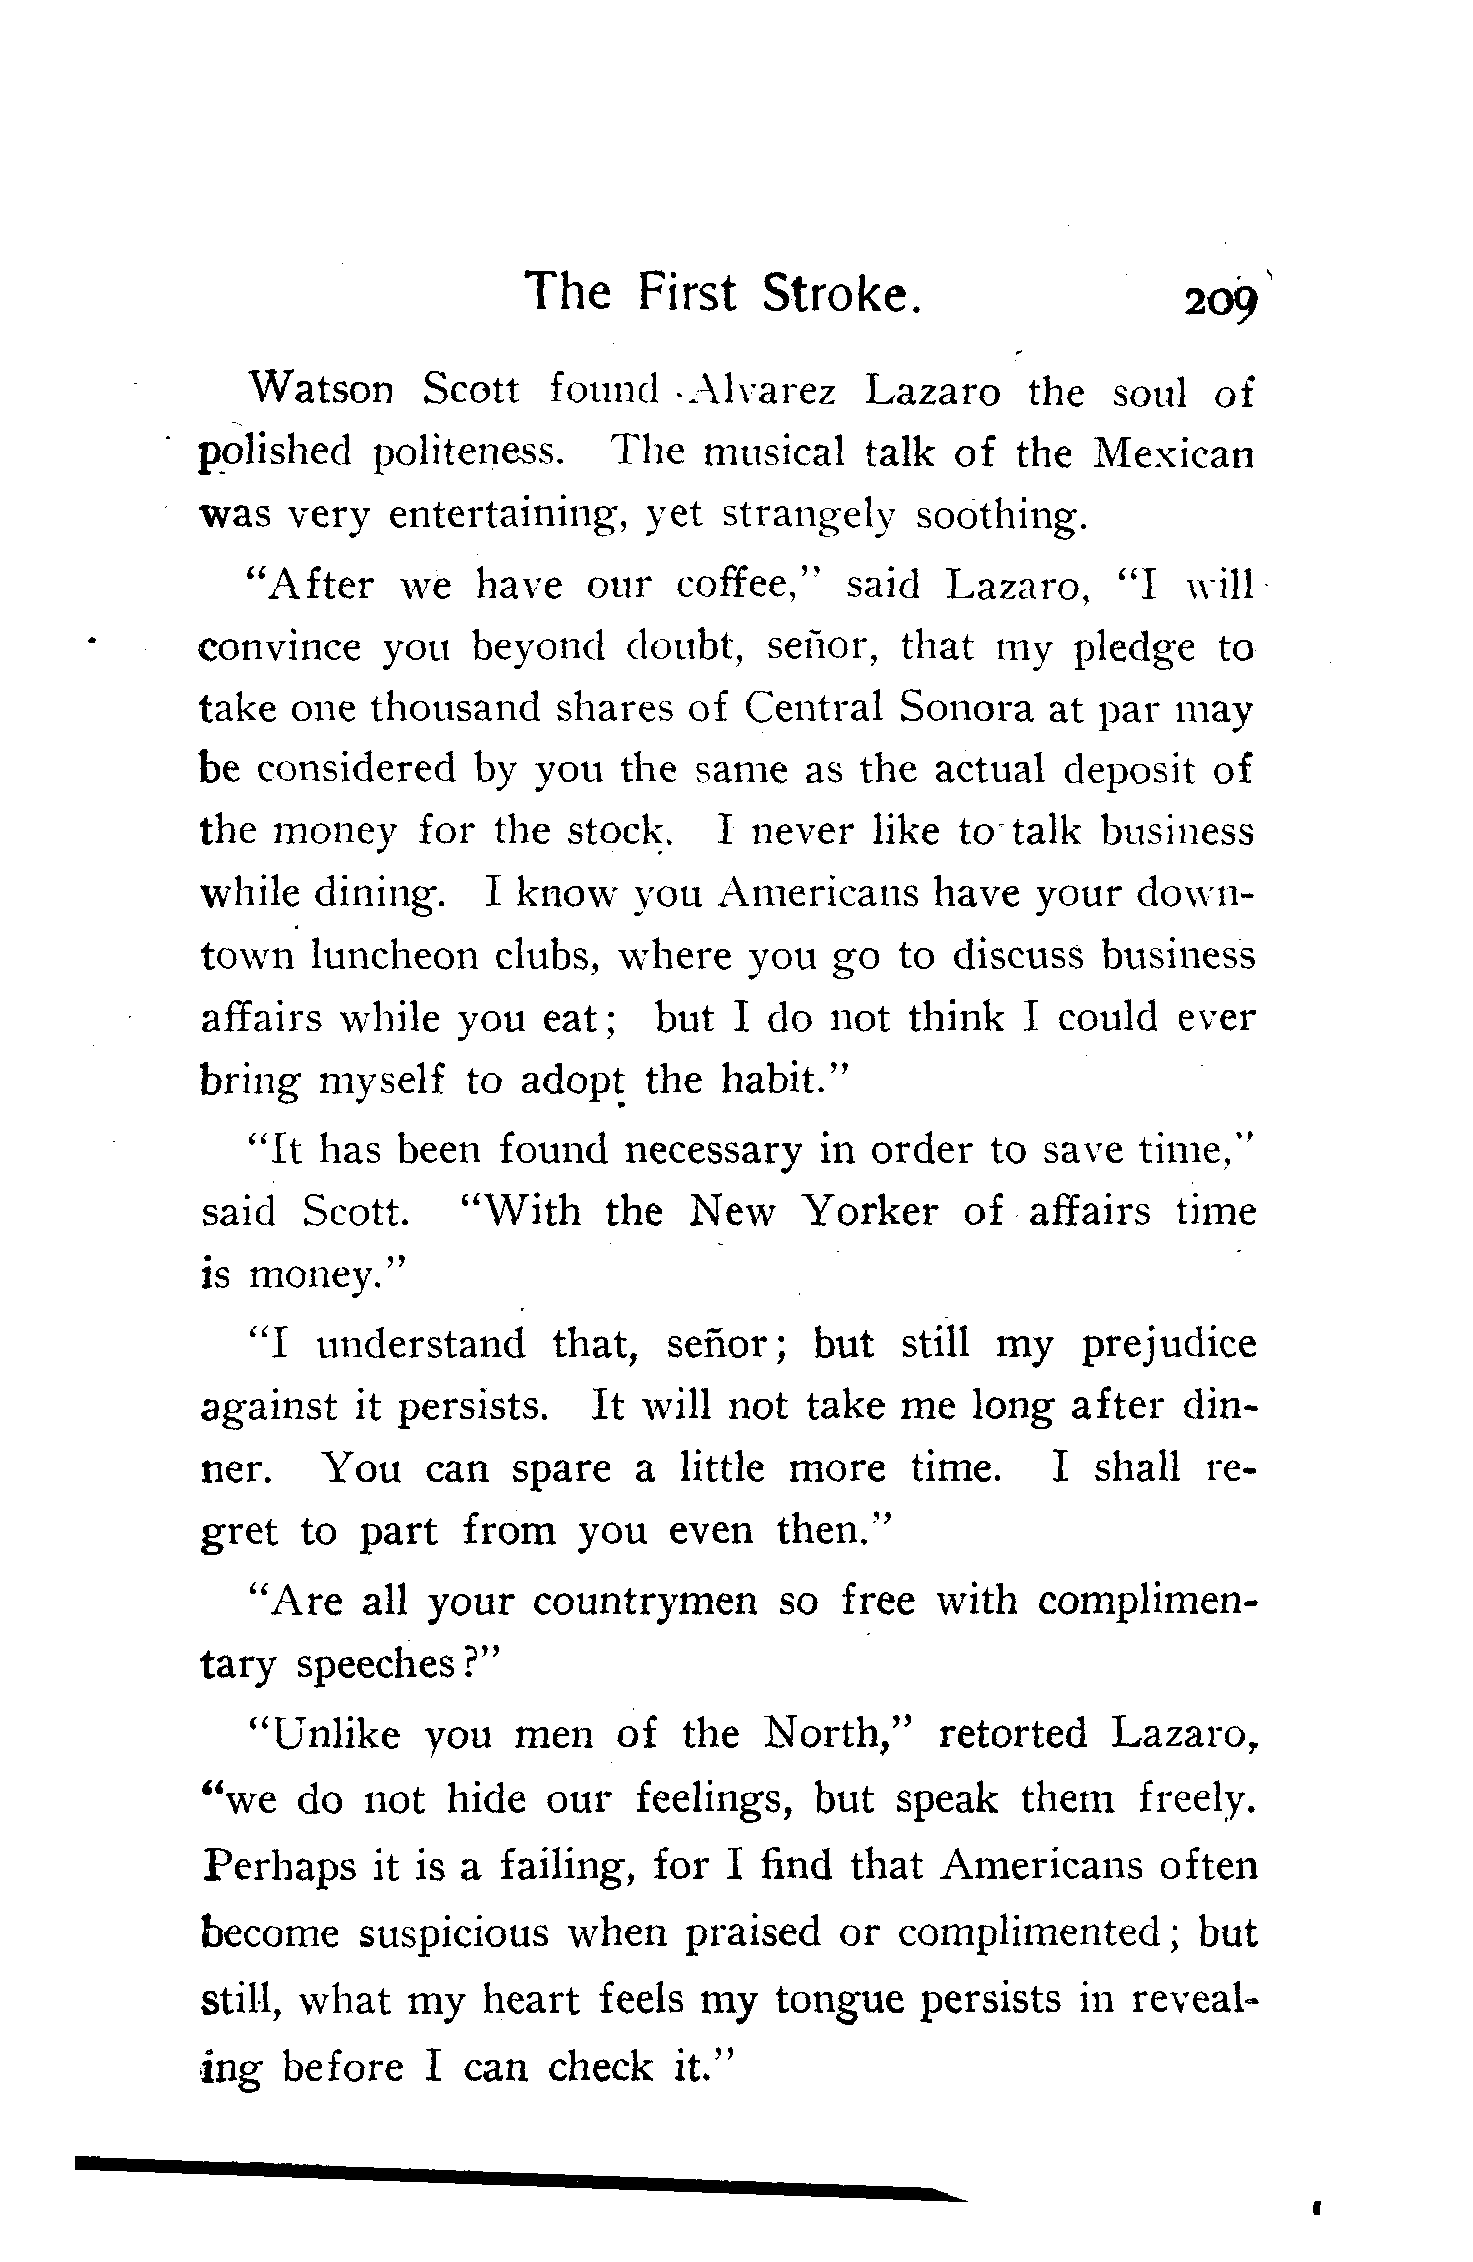 The First Stroke. 209
Watson Scott found Alvarez Lazaro the soul of
polished politeness. The musical talk of the Mexican
was very entertaining, yet strangely soothing.
"After we have our coffee," said Lazaro, "I will
convince you beyond doubt, señor, that my pledge to
take one thousand shares of Central Sonora at par may
be considered by you the same as the actual deposit of
the money for the stock. I never like to talk business
while dining. I know you Americans have your down-
town luncheon clubs, where you go to discuss business
affairs while you eat; but I do not think I could ever
bring myself to adopt the habit."
"It has been found necessary in order to save time,"
said Scott. "With the New Yorker of affairs time
is money."
"I understand that, señor; but still my prejudice
against it persists. It will not take me long after din-
ner. You can spare a little more time. I shall re-
gret to part from you even then."
"Are all your countrymen so free with complimen-
tary speeches?"
"Unlike you men of the North," retorted Lazaro,
"we do not hide our feelings, but speak them freely.
Perhaps it is a failing, for I find that Americans often
become suspicious when praised or complimented; but
still, what my heart feels my tongue persists in reveal-
ing before I can check it."